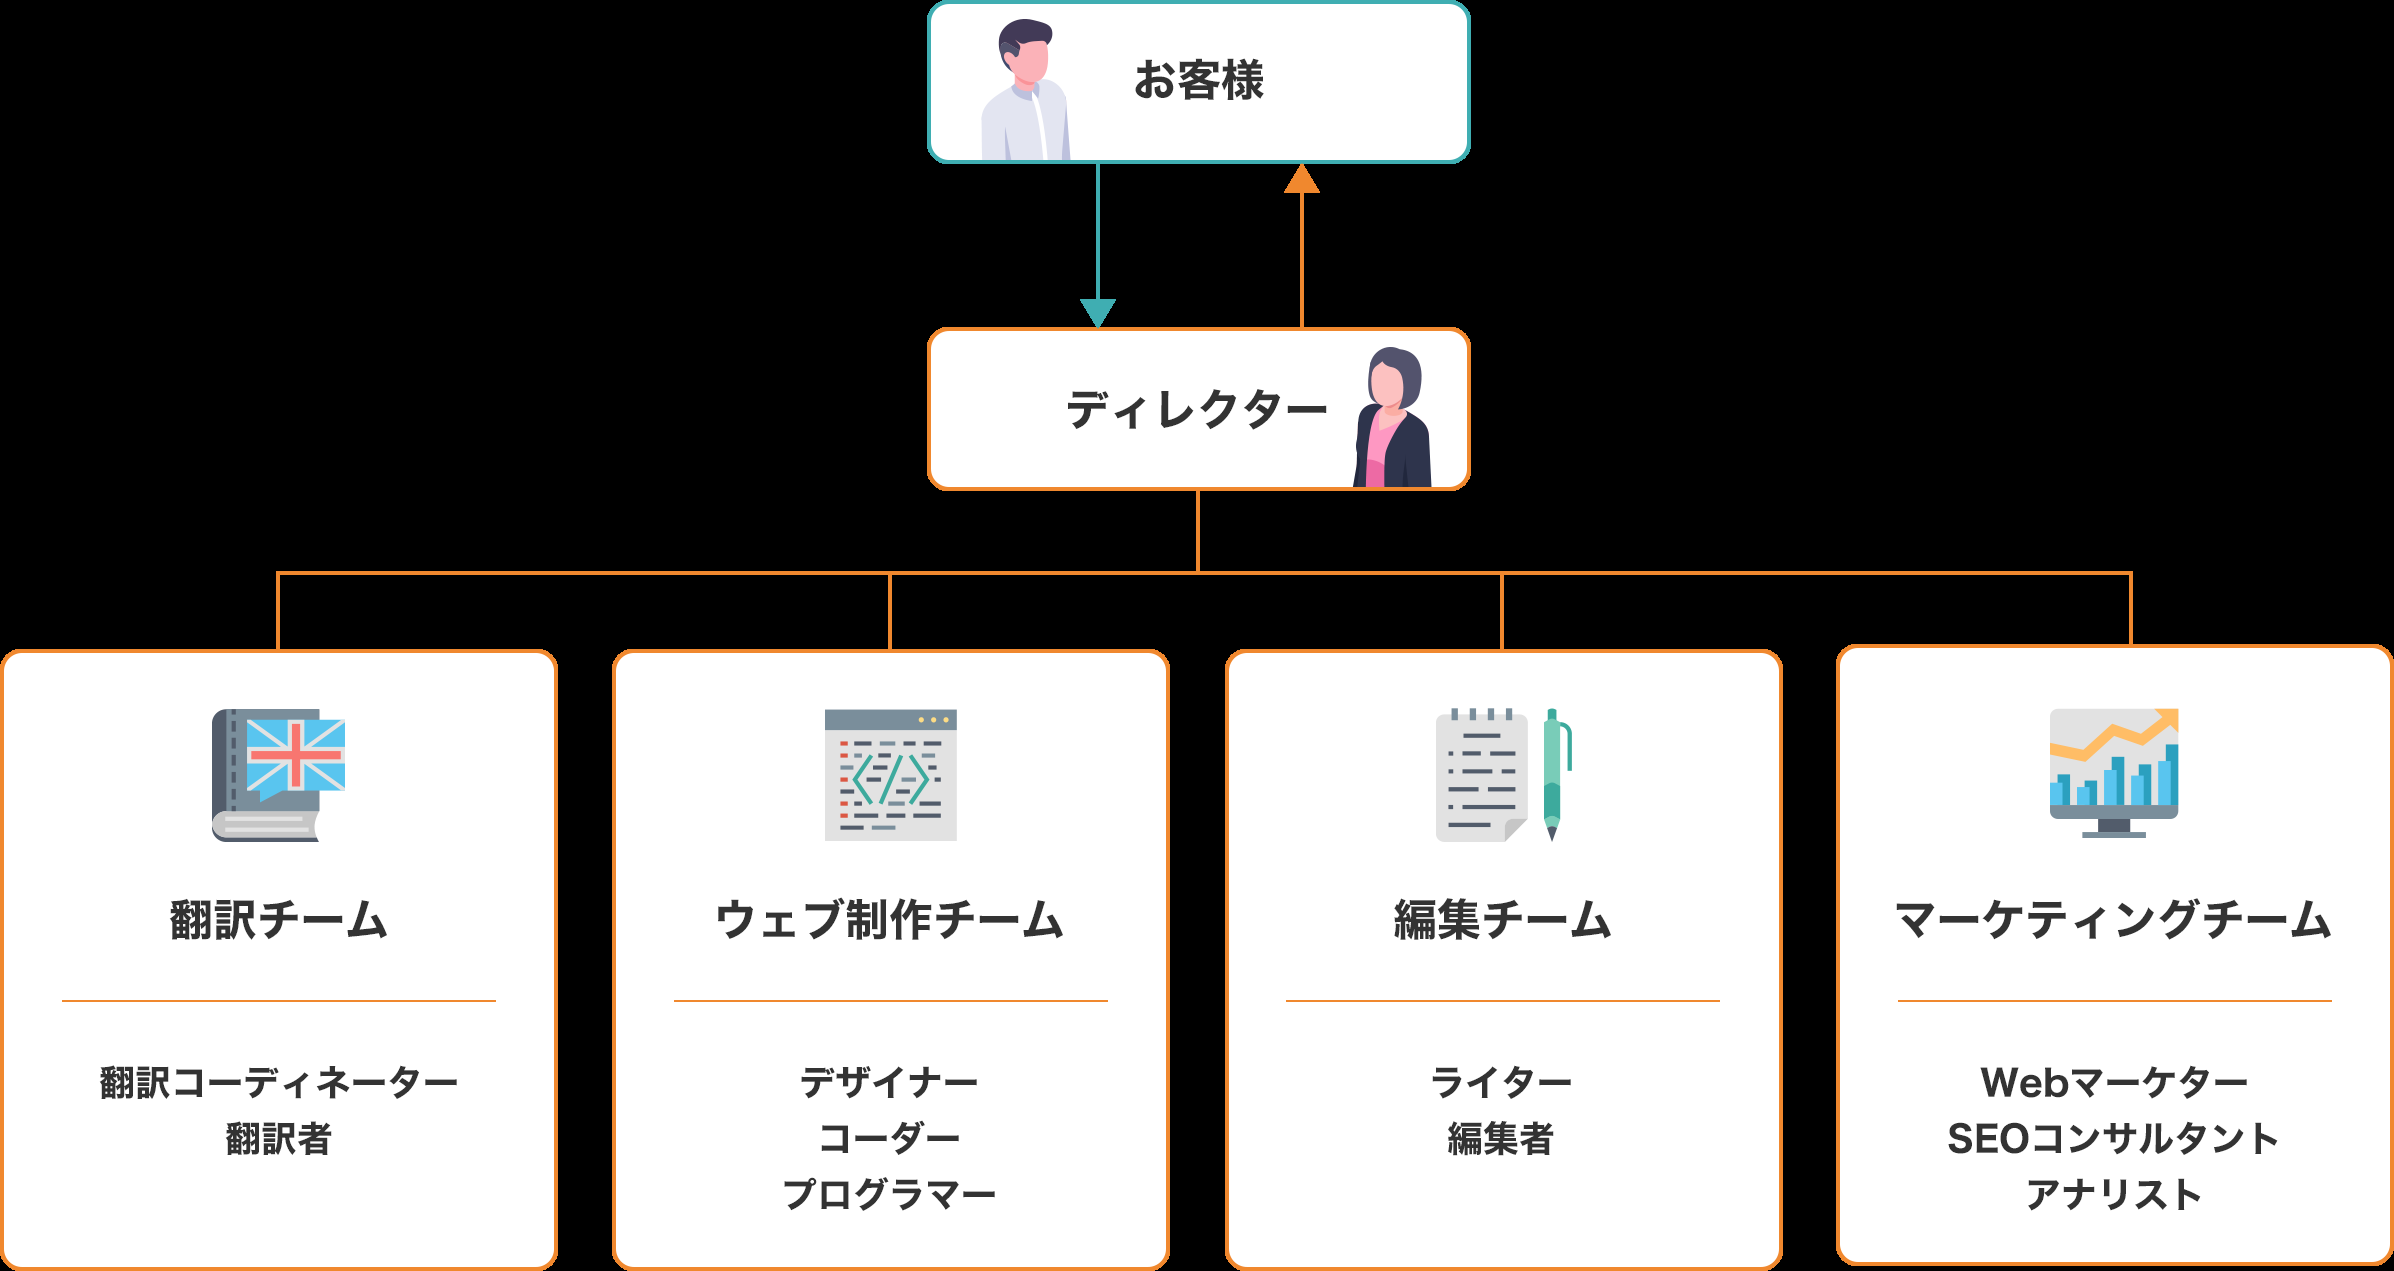 お客様
ディレクター
翻訳チーム
翻訳コーディネーター
翻訳者
ウェブ制作チーム
デザイナー
コーダー
プログラマー
編集チーム
ライター
編集者
マーケティングチーム
Webマーケター
SEOコンサルタント
アナリスト